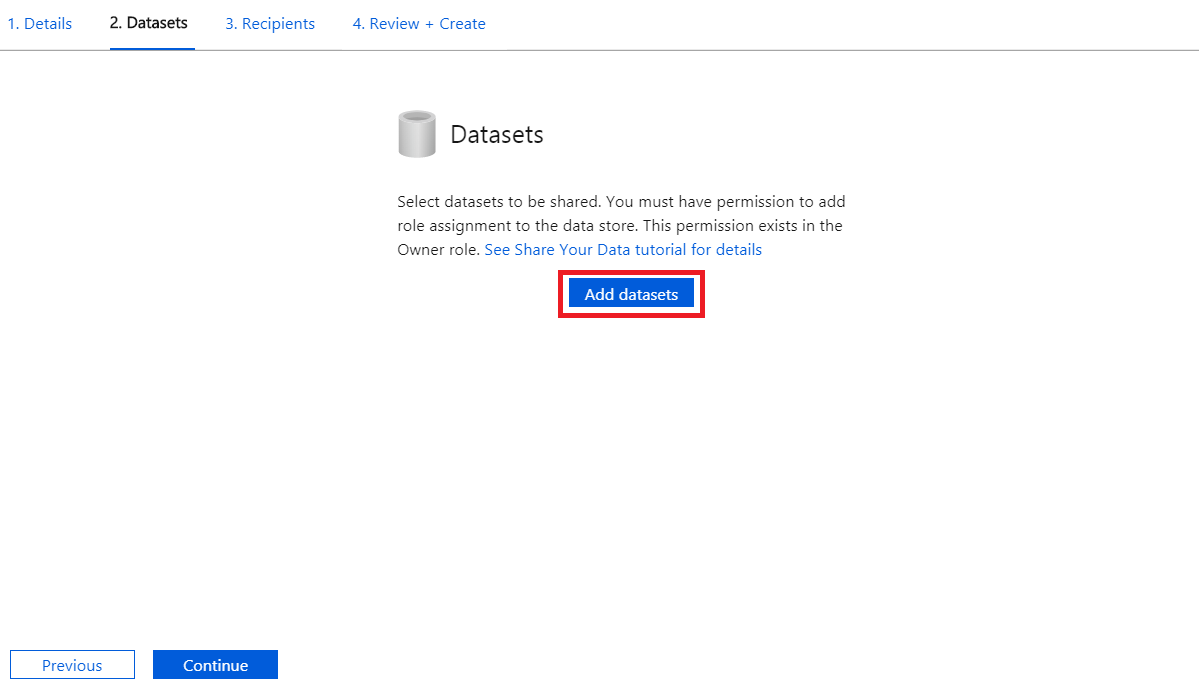 1. Details 2. Datasets 3. Recipients 4. Review + Create
Datasets
Select datasets to be shared. You must have permission to add
role assignment to the data store. This permission exists in the
Owner role. See Share Your Data tutorial for details
Add datasets
Previous Continue